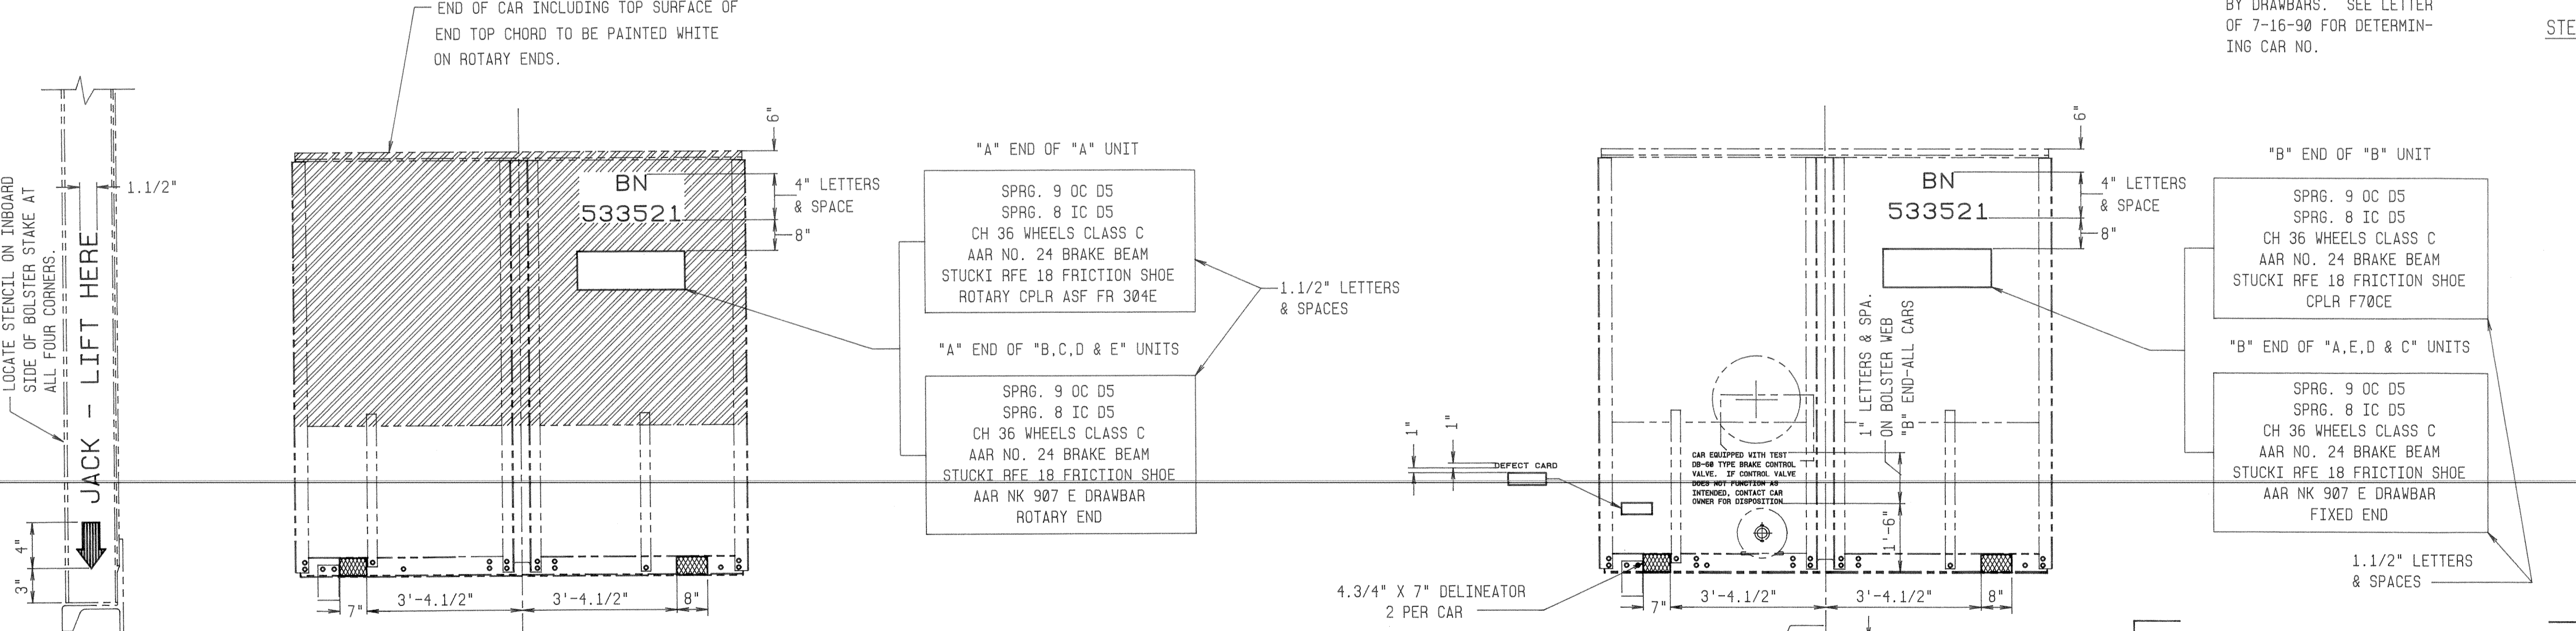 END OF CAR INCLUDING TOP SURFACE OF
END TOP CHORD TO BE PAINTED WHITE
ON ROTARY ENDS.
LOCATE STENCIL ON INBOARD
SIDE OF BOLSTER STAKE AT
ALL FOUR CORNERS.
1.1/2"
JACK - LIFT HERE
4"
3"
BN
533521
6"
4" LETTERS
& SPACE
8"
7"
3'-4.1/2"
3'-4.1/2"
8"
"A" END OF "A" UNIT
SPRG. 9 OC D5
SPRG. 8 IC D5
CH 36 WHEELS CLASS C
AAR NO. 24 BRAKE BEAM
STUCKI RFE 18 FRICTION SHOE
ROTARY CPLR ASF FR 304E
1.1/2" LETTERS
& SPACES
"A" END OF "B,C,D & E" UNITS
SPRG. 9 OC D5
SPRG. 8 IC D5
CH 36 WHEELS CLASS C
AAR NO. 24 BRAKE BEAM
STUCKI RFE 18 FRICTION SHOE
AAR NK 907 E DRAWBAR
ROTARY END
1"
1"
DEFECT CARD
4.3/4" X 7" DELINEATOR
2 PER CAR
BN
533521
6"
4" LETTERS
& SPACE
8"
1" LETTERS & SPA.
ON BOLSTER WEB
"B" END-ALL CARS
CAR EQUIPPED WITH TEST
DB-60 TYPE BRAKE CONTROL
VALVE. IF CONTROL VALVE
DOES NOT FUNCTION AS
INTENDED, CONTACT CAR
OWNER FOR DISPOSITION
1'-6"
7"
3'-4.1/2"
3'-4.1/2"
8"
BY DRAWBARS. SEE LETTER
OF 7-16-90 FOR DETERMIN-
ING CAR NO.
STE
"B" END OF "B" UNIT
SPRG. 9 OC D5
SPRG. 8 IC D5
CH 36 WHEELS CLASS C
AAR NO. 24 BRAKE BEAM
STUCKI RFE 18 FRICTION SHOE
CPLR F70CE
"B" END OF "A,E,D & C" UNITS
SPRG. 9 OC D5
SPRG. 8 IC D5
CH 36 WHEELS CLASS C
AAR NO. 24 BRAKE BEAM
STUCKI RFE 18 FRICTION SHOE
AAR NK 907 E DRAWBAR
FIXED END
1.1/2" LETTERS
& SPACES